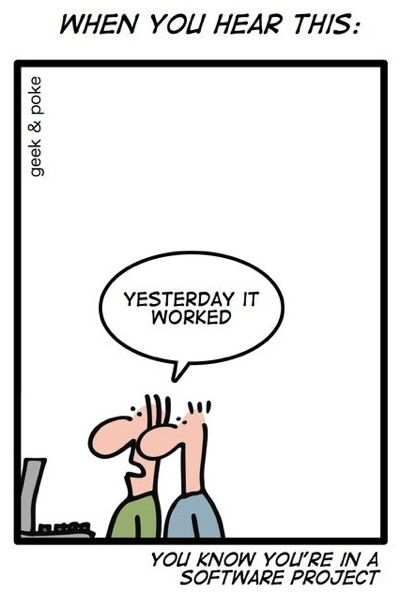 WHEN YOU HEAR THIS:
geek & poke
YESTERDAY IT
WORKED
YOU KNOW YOU'RE IN A
SOFTWARE PROJECT